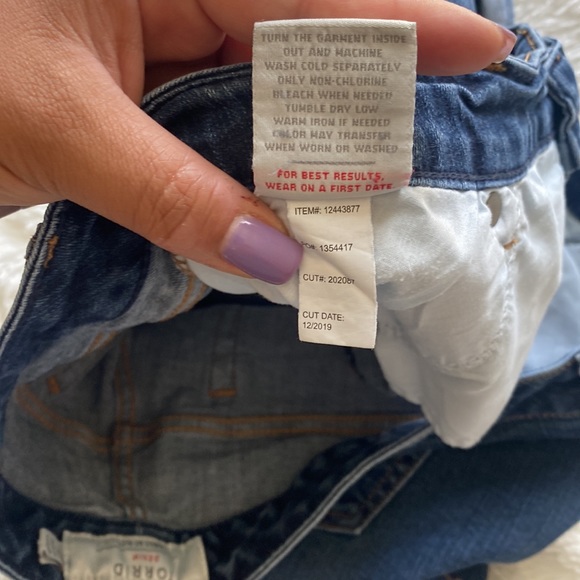 TURN THE GARMENT INSIDE
OUT AND MACHINE
WASH COLD SEPARATELY
ONLY NON-CHLORINE
BLEACH WHEN NEEDED
TUMBLE DRY LOW
WARM IRON IF NEEDED
COLOR MAY TRANSFER
WHEN WORN OR WASHED
FOR BEST RESULTS,
WEAR ON A FIRST DATE
ITEM#: 12443877
1354417
CUT#: 202081
CUT DATE:
12/2019
DENIM